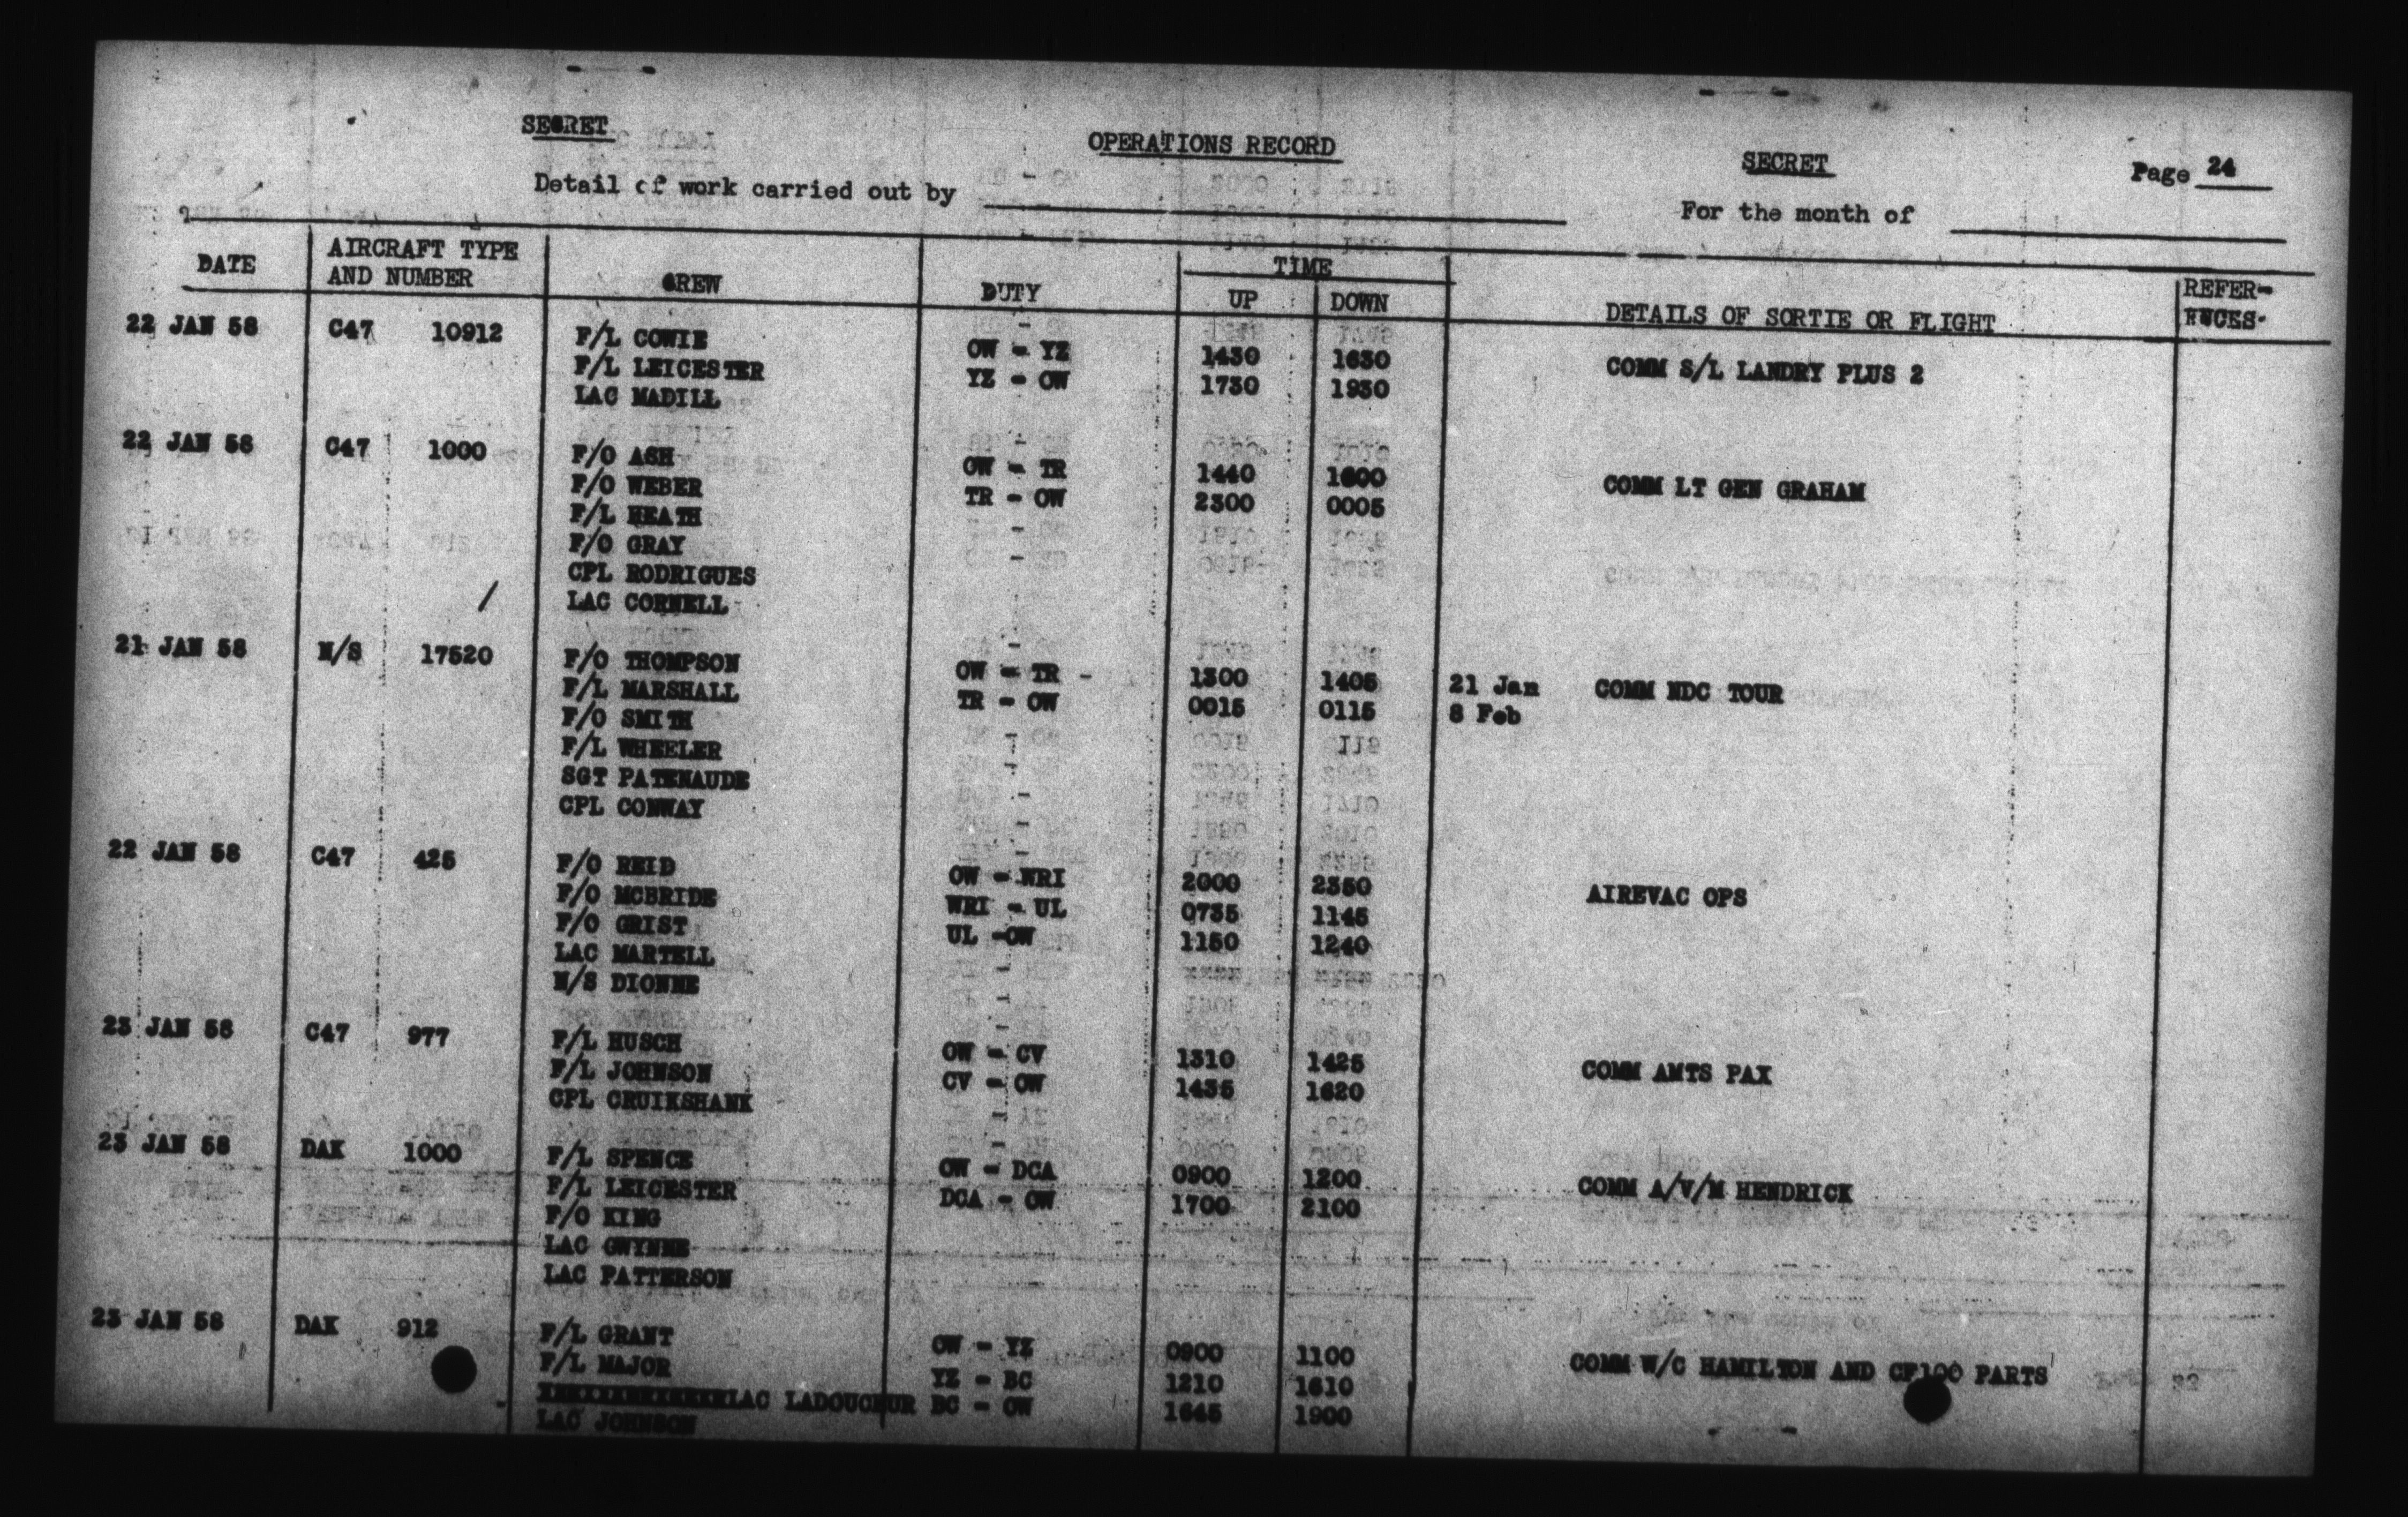 SECRET OPERATIONS RECORD SECRET Page 24
Detail of work carried out by For the month of
DATE AIRCRAFT TYPE AND NUMBER CREW DUTY TIME UP DOWN DETAILS OF SORTIE OR FLIGHT REFER-ENCES.
22 JAN 58 C47 10912 F/L COWIE OW - YZ 1430 1630 COMM S/L LANDRY PLUS 2
F/L LEICESTER YZ - OW 1730 1930
LAC MADILL
22 JAN 58 C47 1000 F/O ASH OW - TR 1440 1600 COMM LT GEN GRAHAM
F/O WEBER TR - OW 2300 0005
F/L HEATH
F/O GRAY
CPL RODRIGUES
LAC CORNELL
21 JAN 58 N/S 17520 F/O THOMPSON OW - TR - 1300 1405 21 Jan COMM NDC TOUR
F/L MARSHALL TR - OW 0015 0115 8 Feb
F/O SMITH
F/L WHEELER
SGT PATENAUDE
CPL CONWAY
22 JAN 58 C47 425 F/O REID OW - WRI 2000 2350 AIREVAC OPS
F/O MCBRIDE WRI - UL 0735 1145
F/O GRIST UL -OW 1150 1240
LAC MARTELL
N/S DIONNE
23 JAN 58 C47 977 F/L HUSCH OW - CV 1310 1425 COMM AMTS PAX
F/L JOHNSON CV - OW 1435 1620
CPL CRUIKSHANK
23 JAN 58 DAK 1000 F/L SPENCE OW - DCA 0900 1200 COMM A/V/M HENDRICK
F/L LEICESTER DCA - OW 1700 2100
F/O KING
LAC GWYNNE
LAC PATTERSON
23 JAN 58 DAK 912 F/L GRANT OW - YZ 0900 1100 COMM W/C HAMILTON AND CF100 PARTS
F/L MAJOR YZ - BC 1210 1610
LAC LADOUCEUR BC - OW 1645 1900
LAC JOHNSON